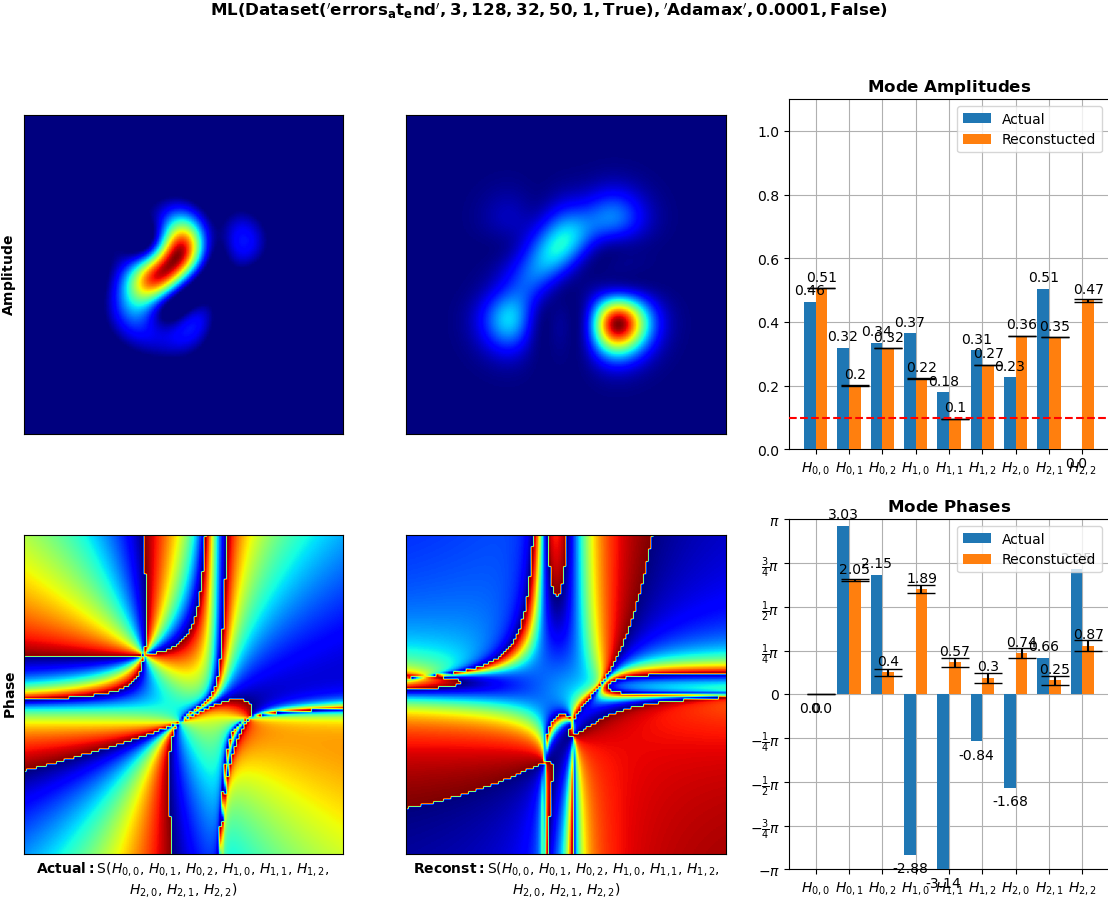 ML(Dataset('errors_at_end', 3, 128, 32, 50, 1, True), 'Adamax', 0.0001, False)
Amplitude
Mode Amplitudes
Actual
Reconstucted
1.0
0.8
0.6
0.4
0.2
0.0
0.46
0.51
0.32
0.2
0.34
0.32
0.37
0.22
0.18
0.1
0.31
0.27
0.23
0.36
0.51
0.35
0.0
0.47
H0,0 H0,1 H0,2 H1,0 H1,1 H1,2 H2,0 H2,1 H2,2
Phase
Mode Phases
Actual
Reconstucted
π
3/4π
1/2π
1/4π
0
−1/4π
−1/2π
−3/4π
−π
0.0
0.0
3.03
2.05
2.15
0.4
-2.88
1.89
-3.14
0.57
-0.84
0.3
-1.68
0.74
0.66
0.25
0.87
H0,0 H0,1 H0,2 H1,0 H1,1 H1,2 H2,0 H2,1 H2,2
Actual: S(H0,0, H0,1, H0,2, H1,0, H1,1, H1,2,
H2,0, H2,1, H2,2)
Reconst: S(H0,0, H0,1, H0,2, H1,0, H1,1, H1,2,
H2,0, H2,1, H2,2)